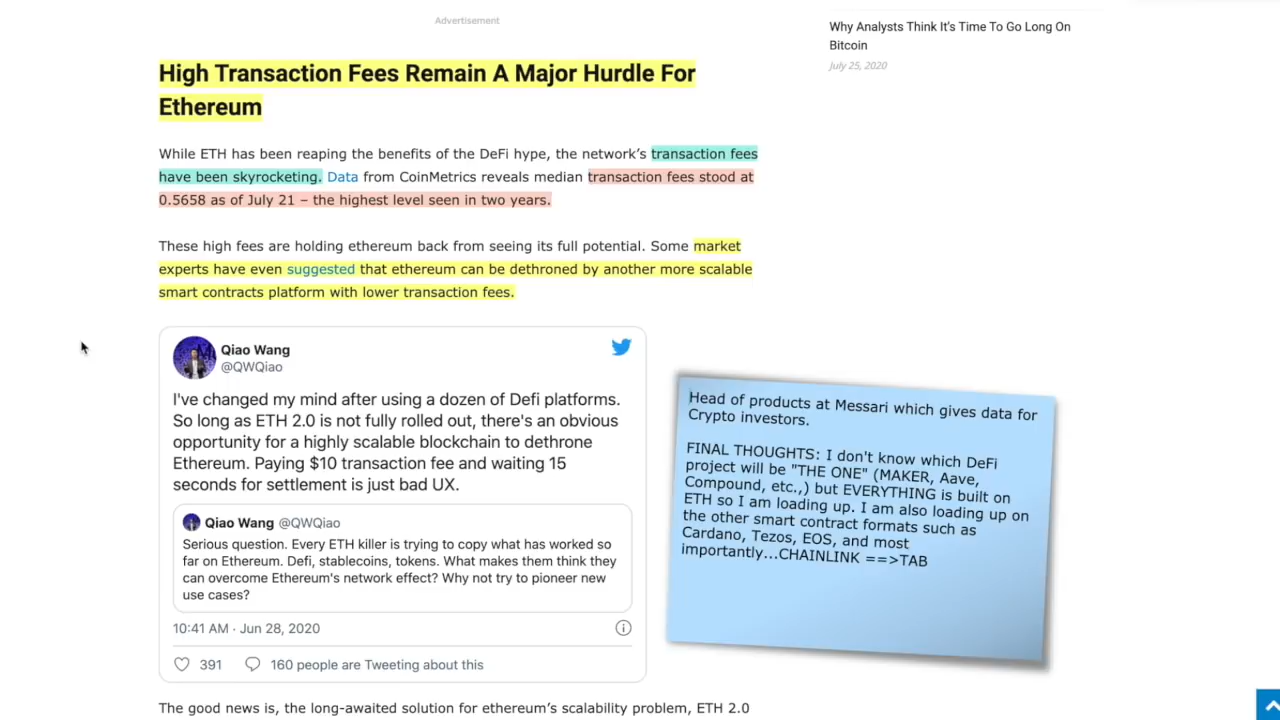 Advertisement
Why Analysts Think It's Time To Go Long On
Bitcoin
July 25, 2020
High Transaction Fees Remain A Major Hurdle For
Ethereum
While ETH has been reaping the benefits of the DeFi hype, the network's transaction fees
have been skyrocketing. Data from CoinMetrics reveals median transaction fees stood at
0.5658 as of July 21 – the highest level seen in two years.
These high fees are holding ethereum back from seeing its full potential. Some market
experts have even suggested that ethereum can be dethroned by another more scalable
smart contracts platform with lower transaction fees.
Qiao Wang
@QWQiao
I've changed my mind after using a dozen of Defi platforms.
So long as ETH 2.0 is not fully rolled out, there's an obvious
opportunity for a highly scalable blockchain to dethrone
Ethereum. Paying $10 transaction fee and waiting 15
seconds for settlement is just bad UX.
Qiao Wang @QWQiao
Serious question. Every ETH killer is trying to copy what has worked so
far on Ethereum. Defi, stablecoins, tokens. What makes them think they
can overcome Ethereum's network effect? Why not try to pioneer new
use cases?
10:41 AM · Jun 28, 2020
391 160 people are Tweeting about this
Head of products at Messari which gives data for
Crypto investors.
FINAL THOUGHTS: I don't know which DeFi
project will be "THE ONE" (MAKER, Aave,
Compound, etc.,) but EVERYTHING is built on
ETH so I am loading up. I am also loading up on
the other smart contract formats such as
Cardano, Tezos, EOS, and most
importantly...CHAINLINK ==>TAB
The good news is, the long-awaited solution for ethereum's scalability problem, ETH 2.0